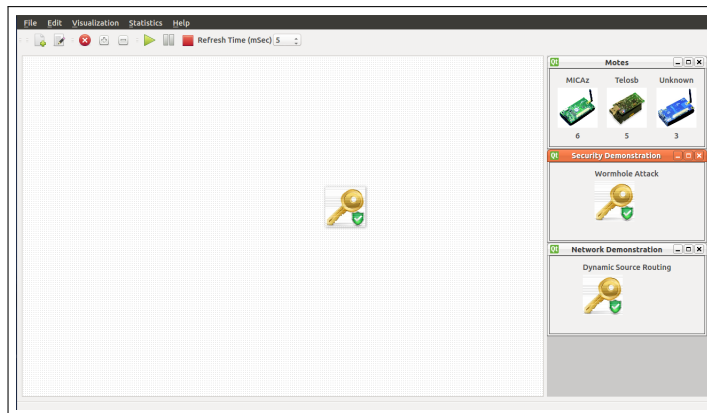 File Edit Visualization Statistics Help
Refresh Time (mSec) 5
Motes
MICAz Telosb Unknown
6 5 3
Security Demonstration
Wormhole Attack
Network Demonstration
Dynamic Source Routing